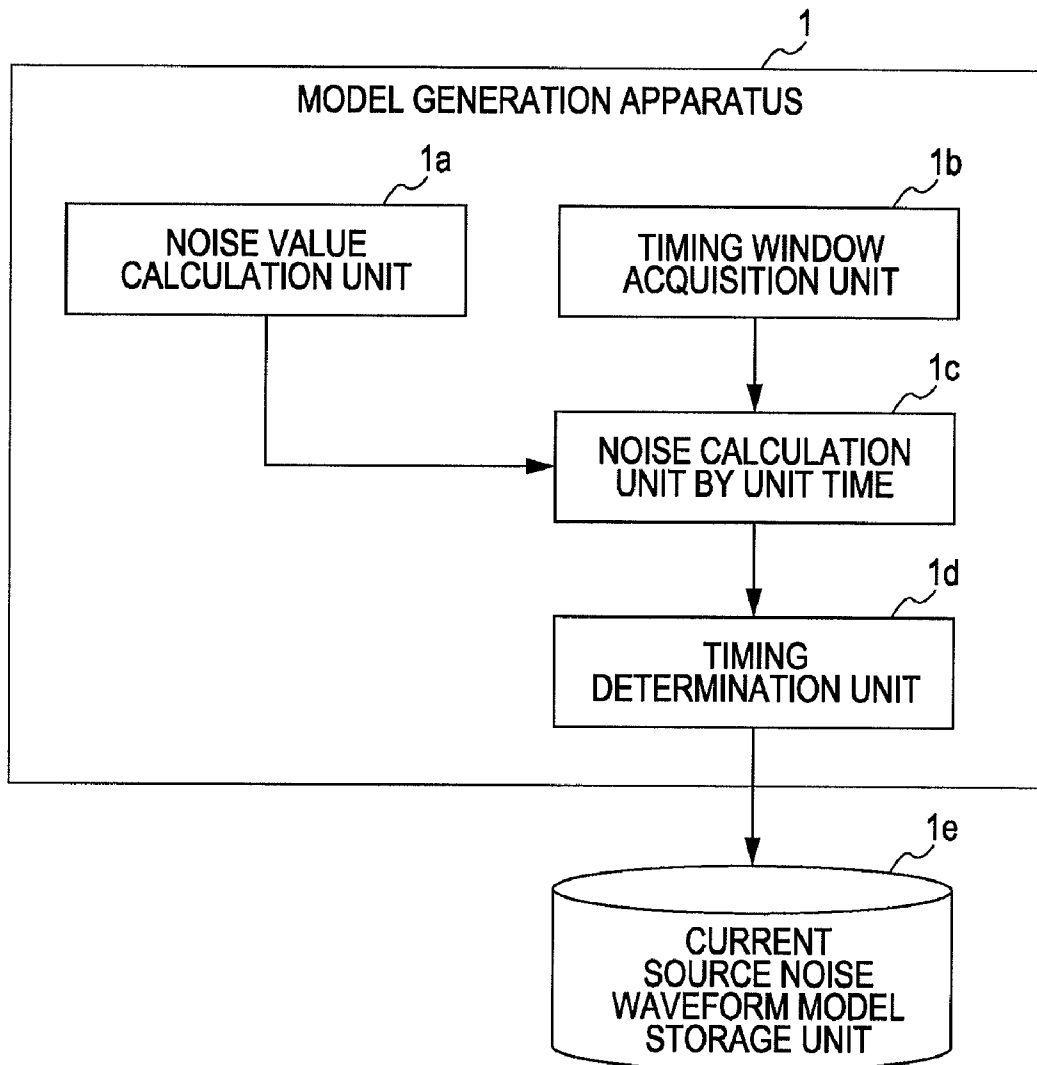 1
MODEL GENERATION APPARATUS
1a
NOISE VALUE
CALCULATION UNIT
1b
TIMING WINDOW
ACQUISITION UNIT
1c
NOISE CALCULATION
UNIT BY UNIT TIME
1d
TIMING
DETERMINATION UNIT
1e
CURRENT
SOURCE NOISE
WAVEFORM MODEL
STORAGE UNIT